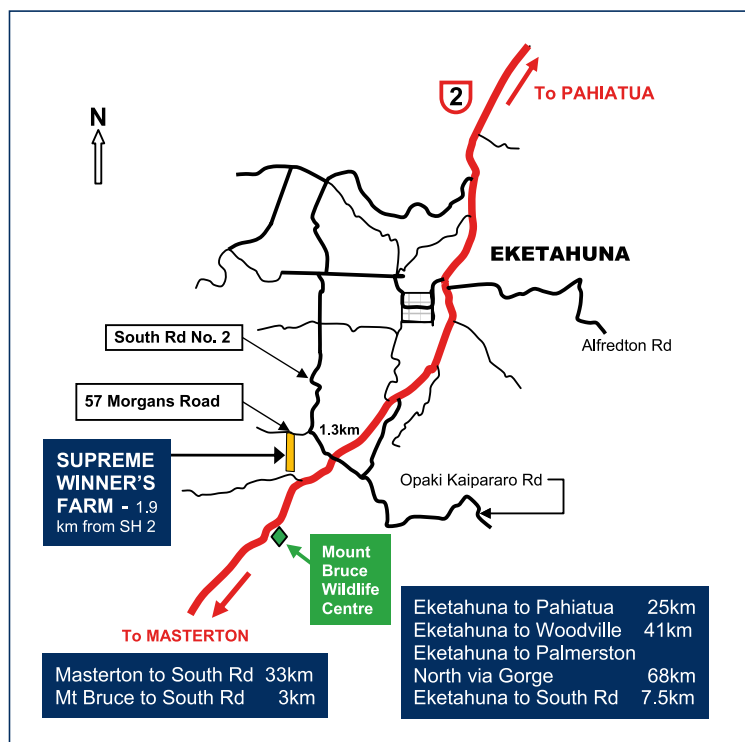 2
To PAHIATUA
N
EKETAHUNA
South Rd No. 2
Alfredton Rd
57 Morgans Road
1.3km
SUPREME
WINNER'S
FARM - 1.9
km from SH 2
Opaki Kaipararo Rd
Mount
Bruce
Wildlife
Centre
To MASTERTON
Masterton to South Rd 33km
Mt Bruce to South Rd 3km
Eketahuna to Pahiatua 25km
Eketahuna to Woodville 41km
Eketahuna to Palmerston
North via Gorge 68km
Eketahuna to South Rd 7.5km